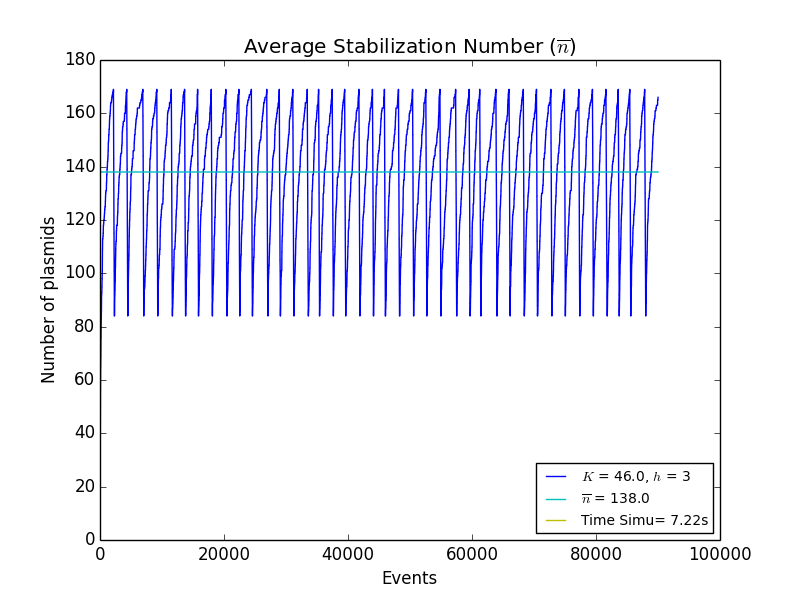 Average Stabilization Number (n̅)
Number of plasmids
180
160
140
120
100
80
60
40
20
0
K = 46.0, h = 3
n̅ = 138.0
Time Simu= 7.22s
0 20000 40000 60000 80000 100000
Events